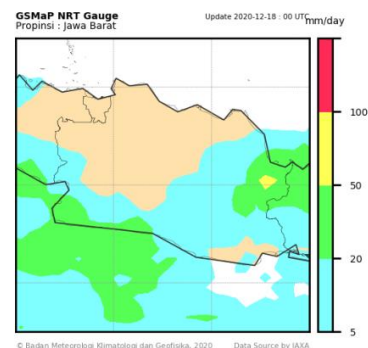 GSMaP NRT Gauge
Update 2020-12-18 : 00 UTC
mm/day
Propinsi : Jawa Barat
100
50
20
5
© Badan Meteorologi Klimatologi dan Geofisika, 2020
Data Source by JAXA